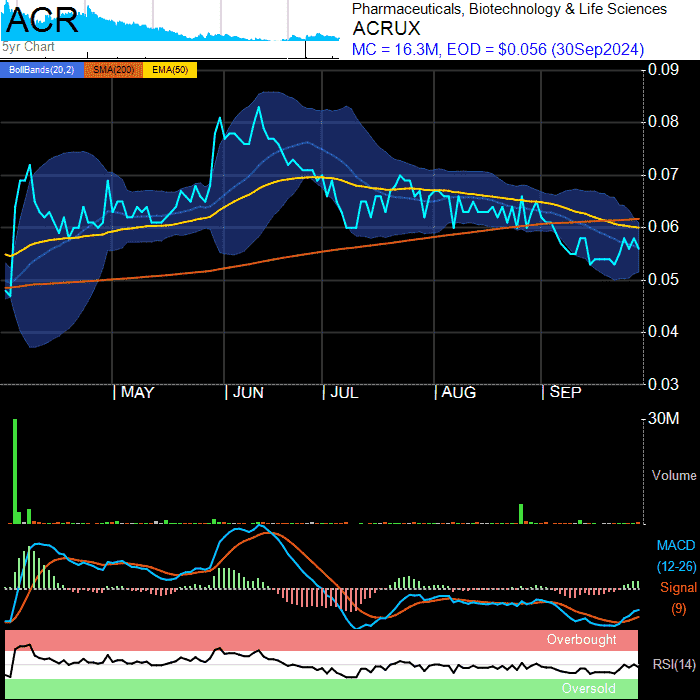 ACR
5yr Chart
Pharmaceuticals, Biotechnology & Life Sciences
ACRUX
MC = 16.3M, EOD = $0.056 (30Sep2024)
BollBands(20,2) SMA(200) EMA(50)
0.09
0.08
0.07
0.06
0.05
0.04
0.03
MAY JUN JUL AUG SEP
30M
Volume
MACD
(12-26)
Signal
(9)
Overbought
RSI(14)
Oversold